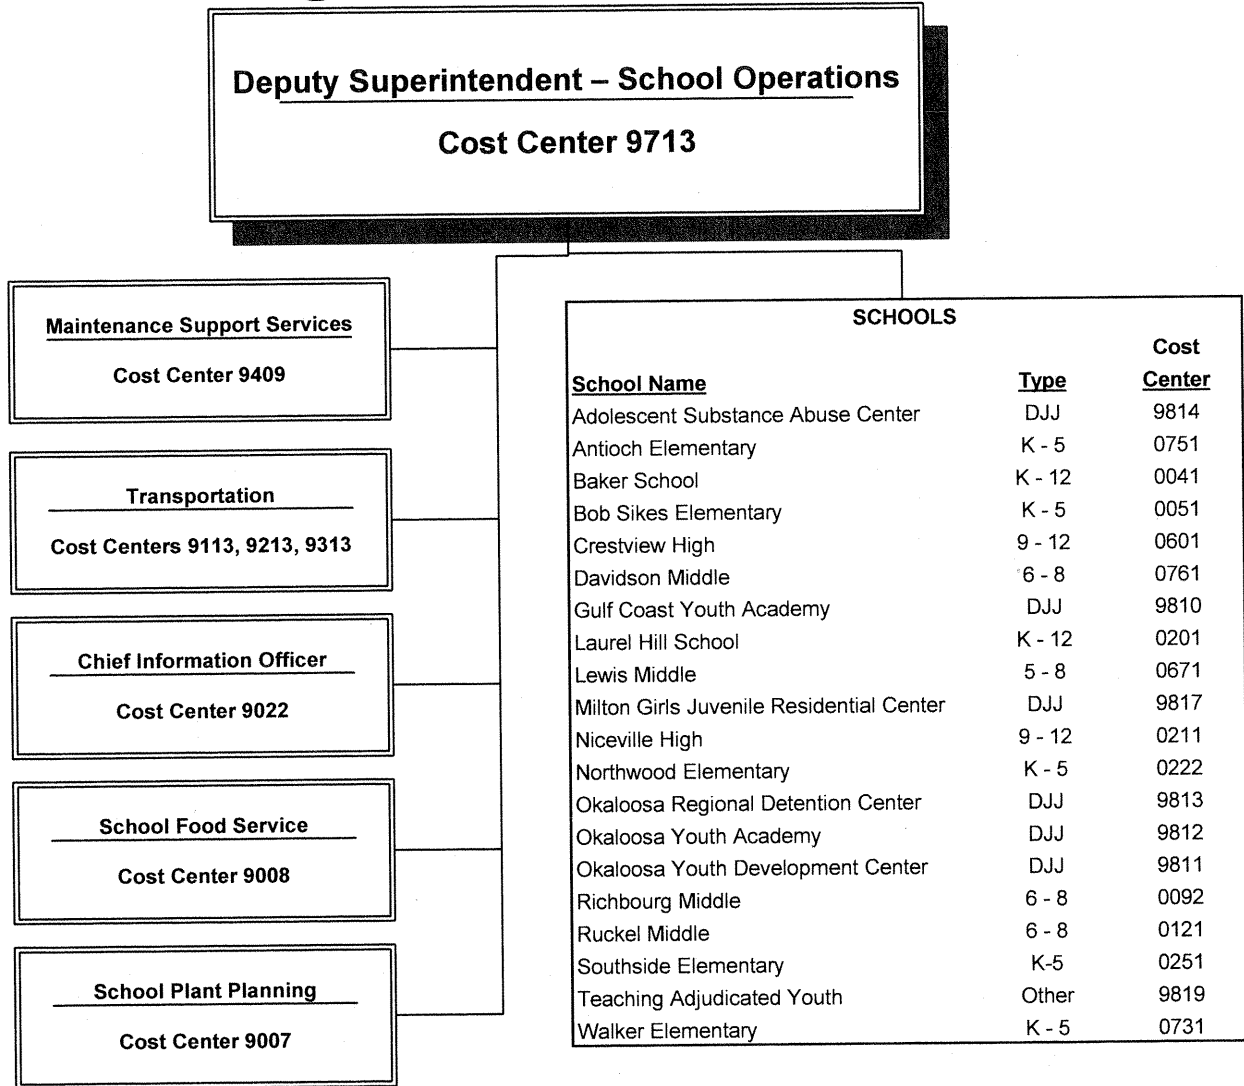 Deputy Superintendent – School Operations
Cost Center 9713
Maintenance Support Services
Cost Center 9409
Transportation
Cost Centers 9113, 9213, 9313
Chief Information Officer
Cost Center 9022
School Food Service
Cost Center 9008
School Plant Planning
Cost Center 9007
SCHOOLS
Cost
School Name Type Center
Adolescent Substance Abuse Center DJJ 9814
Antioch Elementary K - 5 0751
Baker School K - 12 0041
Bob Sikes Elementary K - 5 0051
Crestview High 9 - 12 0601
Davidson Middle 6 - 8 0761
Gulf Coast Youth Academy DJJ 9810
Laurel Hill School K - 12 0201
Lewis Middle 5 - 8 0671
Milton Girls Juvenile Residential Center DJJ 9817
Niceville High 9 - 12 0211
Northwood Elementary K - 5 0222
Okaloosa Regional Detention Center DJJ 9813
Okaloosa Youth Academy DJJ 9812
Okaloosa Youth Development Center DJJ 9811
Richbourg Middle 6 - 8 0092
Ruckel Middle 6 - 8 0121
Southside Elementary K-5 0251
Teaching Adjudicated Youth Other 9819
Walker Elementary K - 5 0731